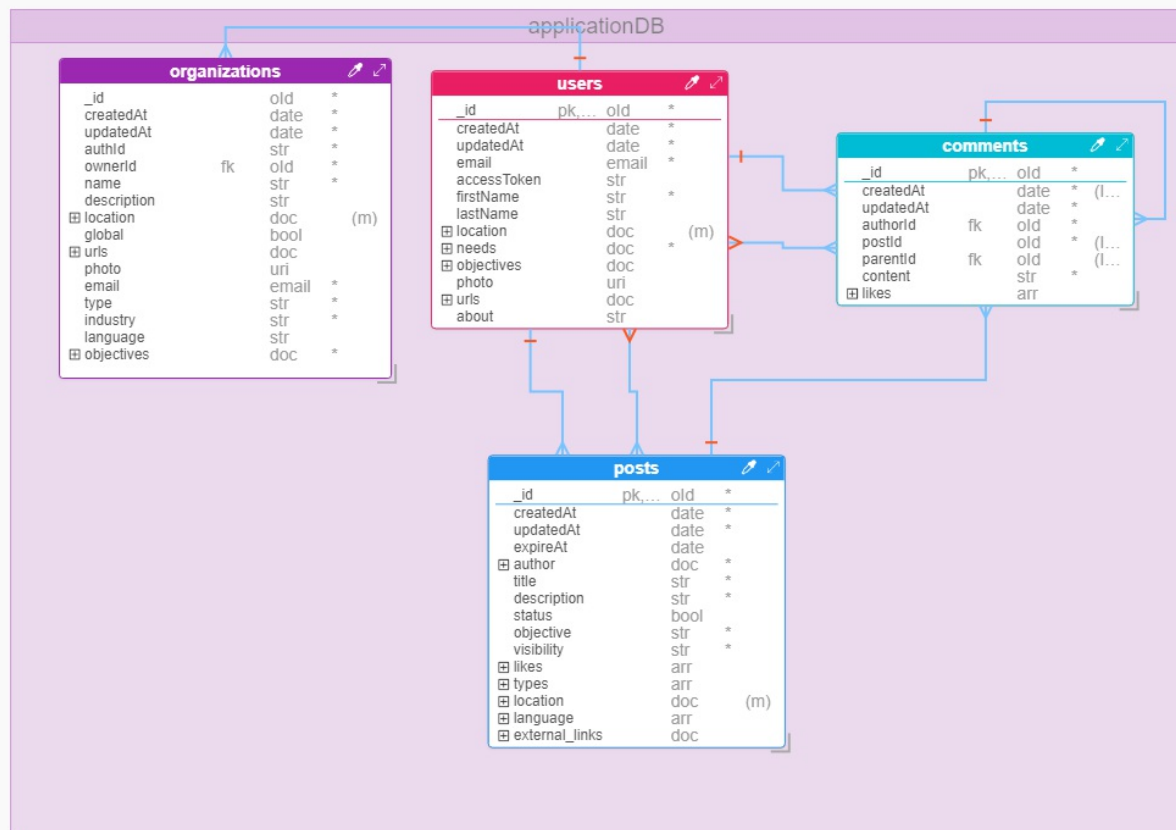 applicationDB
organizations
_id oId *
createdAt date *
updatedAt date *
authId str *
ownerId fk oId *
name str *
description str
location doc (m)
global bool
urls doc
photo uri
email email *
type str *
industry str *
language str
objectives doc *
users
_id pk,... oId *
createdAt date *
updatedAt date *
email email *
accessToken str
firstName str *
lastName str
location doc (m)
needs doc *
objectives doc
photo uri
urls doc
about str
comments
_id pk,... oId *
createdAt date * (I...
updatedAt date *
authorId fk oId *
postId oId * (I...
parentId fk oId (I...
content str *
likes arr
posts
_id pk,... oId *
createdAt date *
updatedAt date *
expireAt date
author doc *
title str *
description str *
status bool
objective str *
visibility str *
likes arr
types arr
location doc (m)
language arr
external_links doc